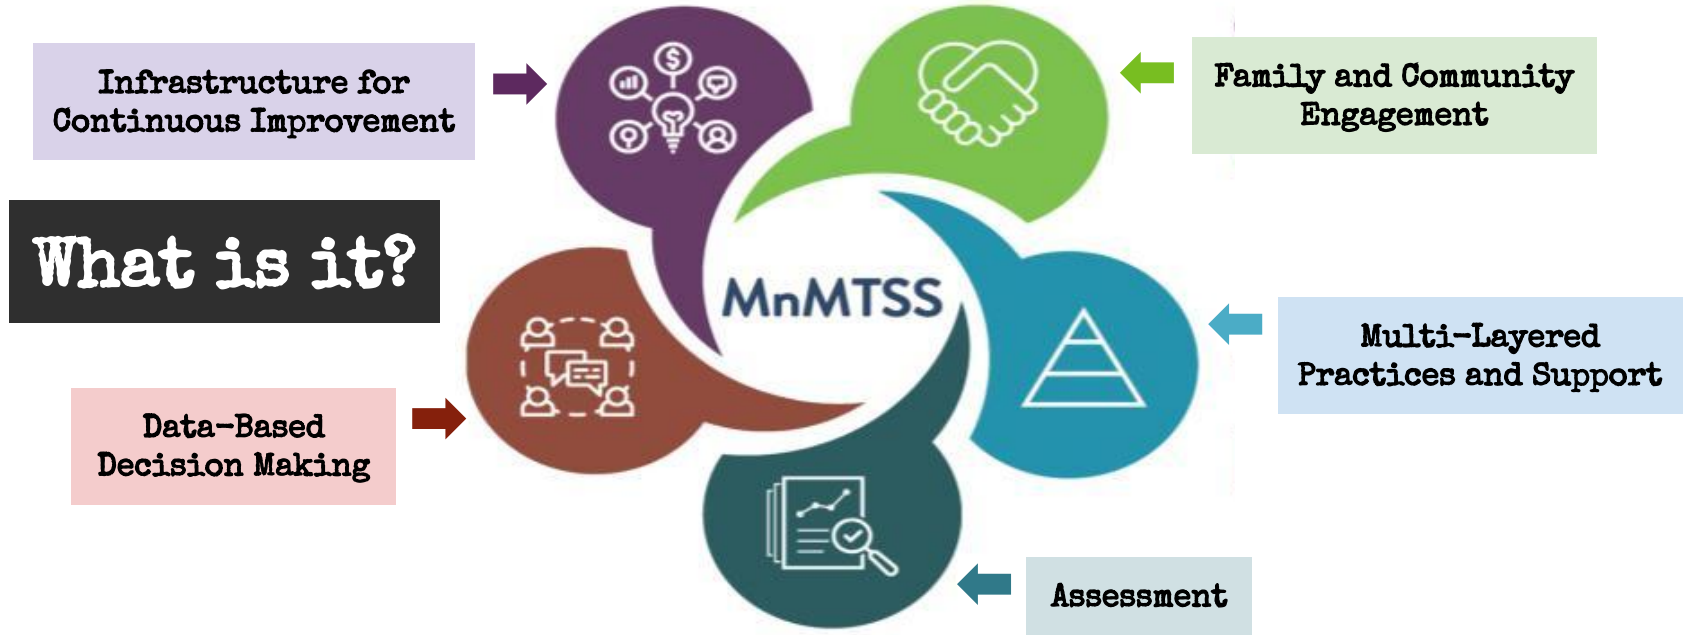 Infrastructure for
Continuous Improvement
Family and Community
Engagement
What is it?
MnMTSS
Multi-Layered
Practices and Support
Data-Based
Decision Making
Assessment
$